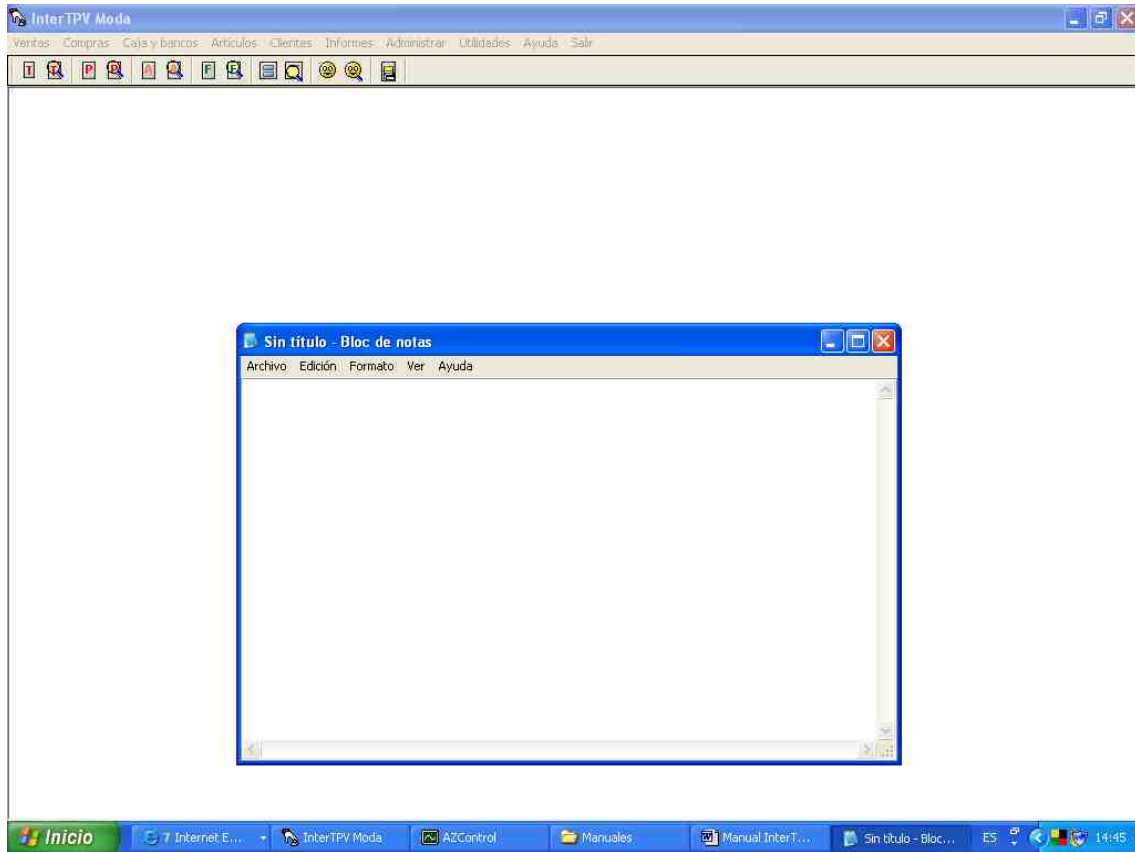 InterTPV Moda
Ventas Compras Caja y bancos Artículos Clientes Informes Administrar Utilidades Ayuda Salir
T T P P A A F F
Sin título - Bloc de notas
Archivo Edición Formato Ver Ayuda
Inicio 7 Internet E... InterTPV Moda AZControl Manuales Manual InterT... Sin título - Bloc... ES 14:45